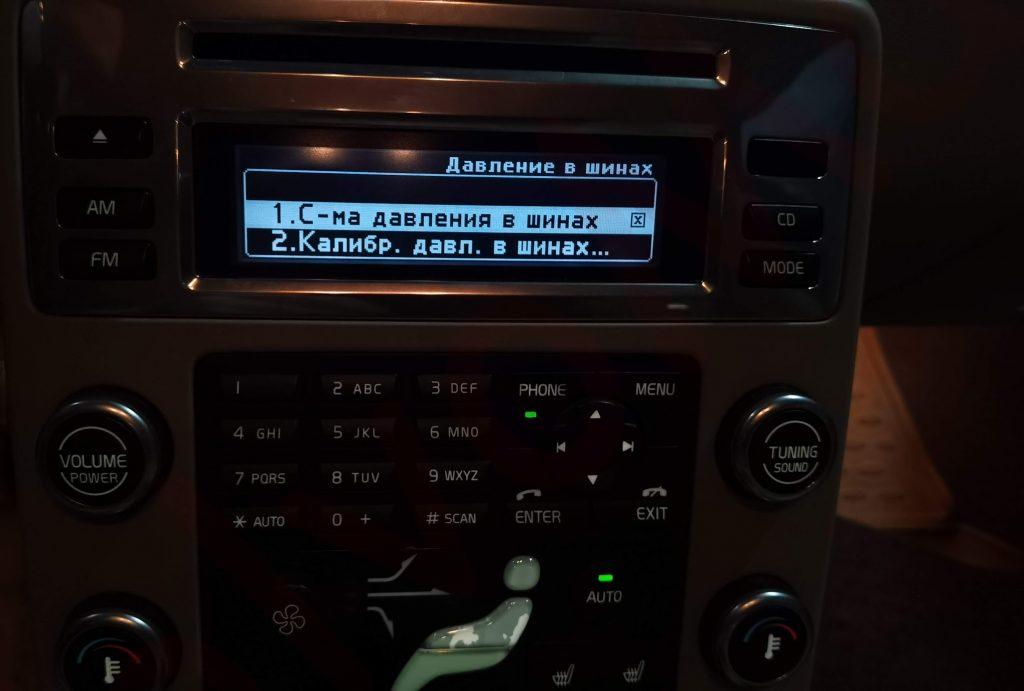 Давление в шинах
1.С-ма давления в шинах
2.Калибр. давл. в шинах...
AM
FM
CD
MODE
1
2 ABC
3 DEF
PHONE
MENU
4 GHI
5 JKL
6 MNO
VOLUME
POWER
TUNING
SOUND
7 PQRS
8 TUV
9 WXYZ
* AUTO
0 +
# SCAN
ENTER
EXIT
AUTO